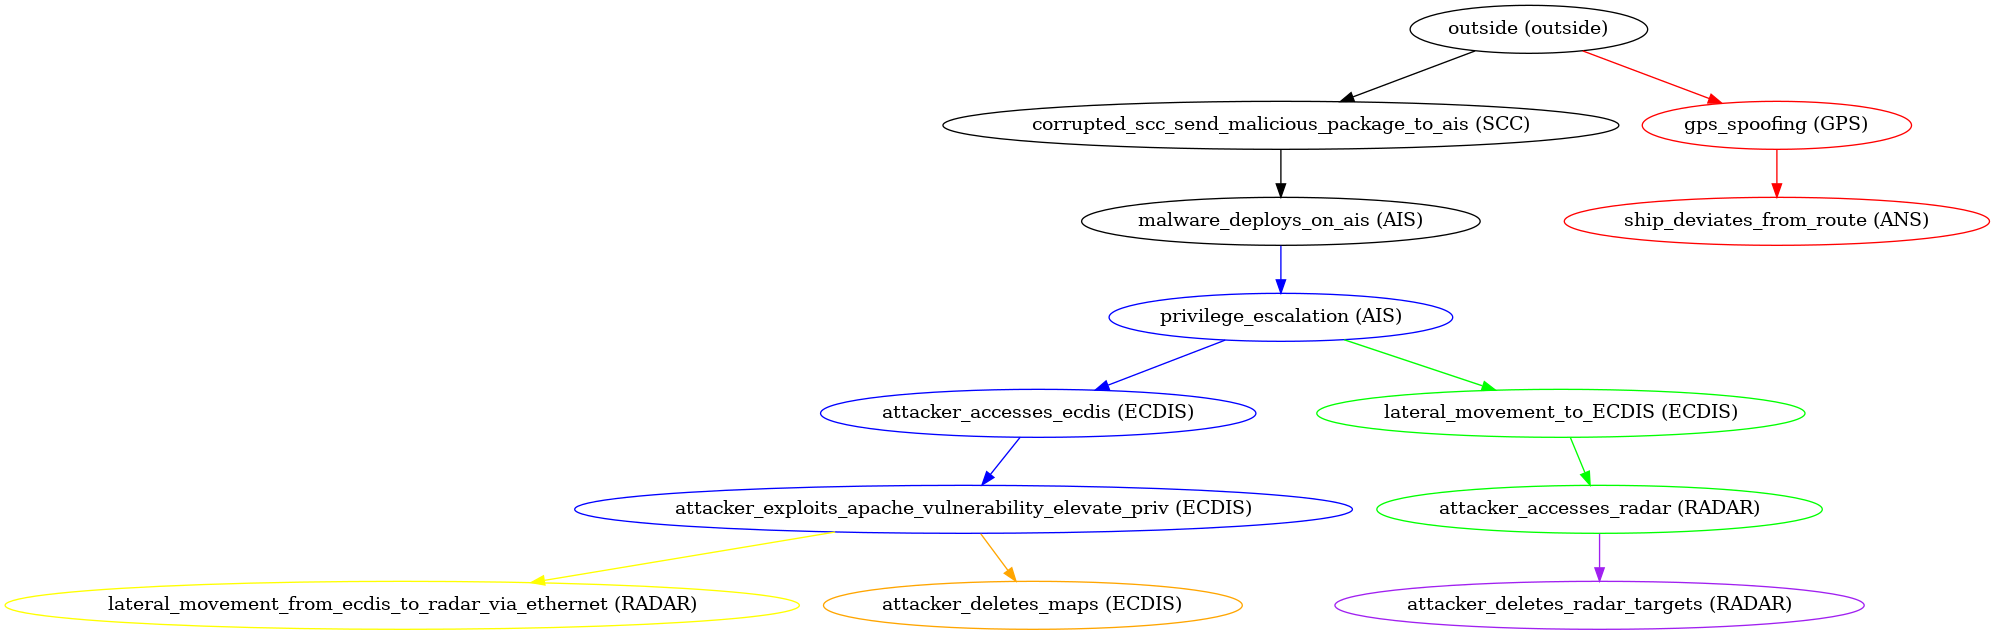 outside (outside)
corrupted_scc_send_malicious_package_to_ais (SCC)
gps_spoofing (GPS)
malware_deploys_on_ais (AIS)
ship_deviates_from_route (ANS)
privilege_escalation (AIS)
attacker_accesses_ecdis (ECDIS)
lateral_movement_to_ECDIS (ECDIS)
attacker_exploits_apache_vulnerability_elevate_priv (ECDIS)
attacker_accesses_radar (RADAR)
lateral_movement_from_ecdis_to_radar_via_ethernet (RADAR)
attacker_deletes_maps (ECDIS)
attacker_deletes_radar_targets (RADAR)